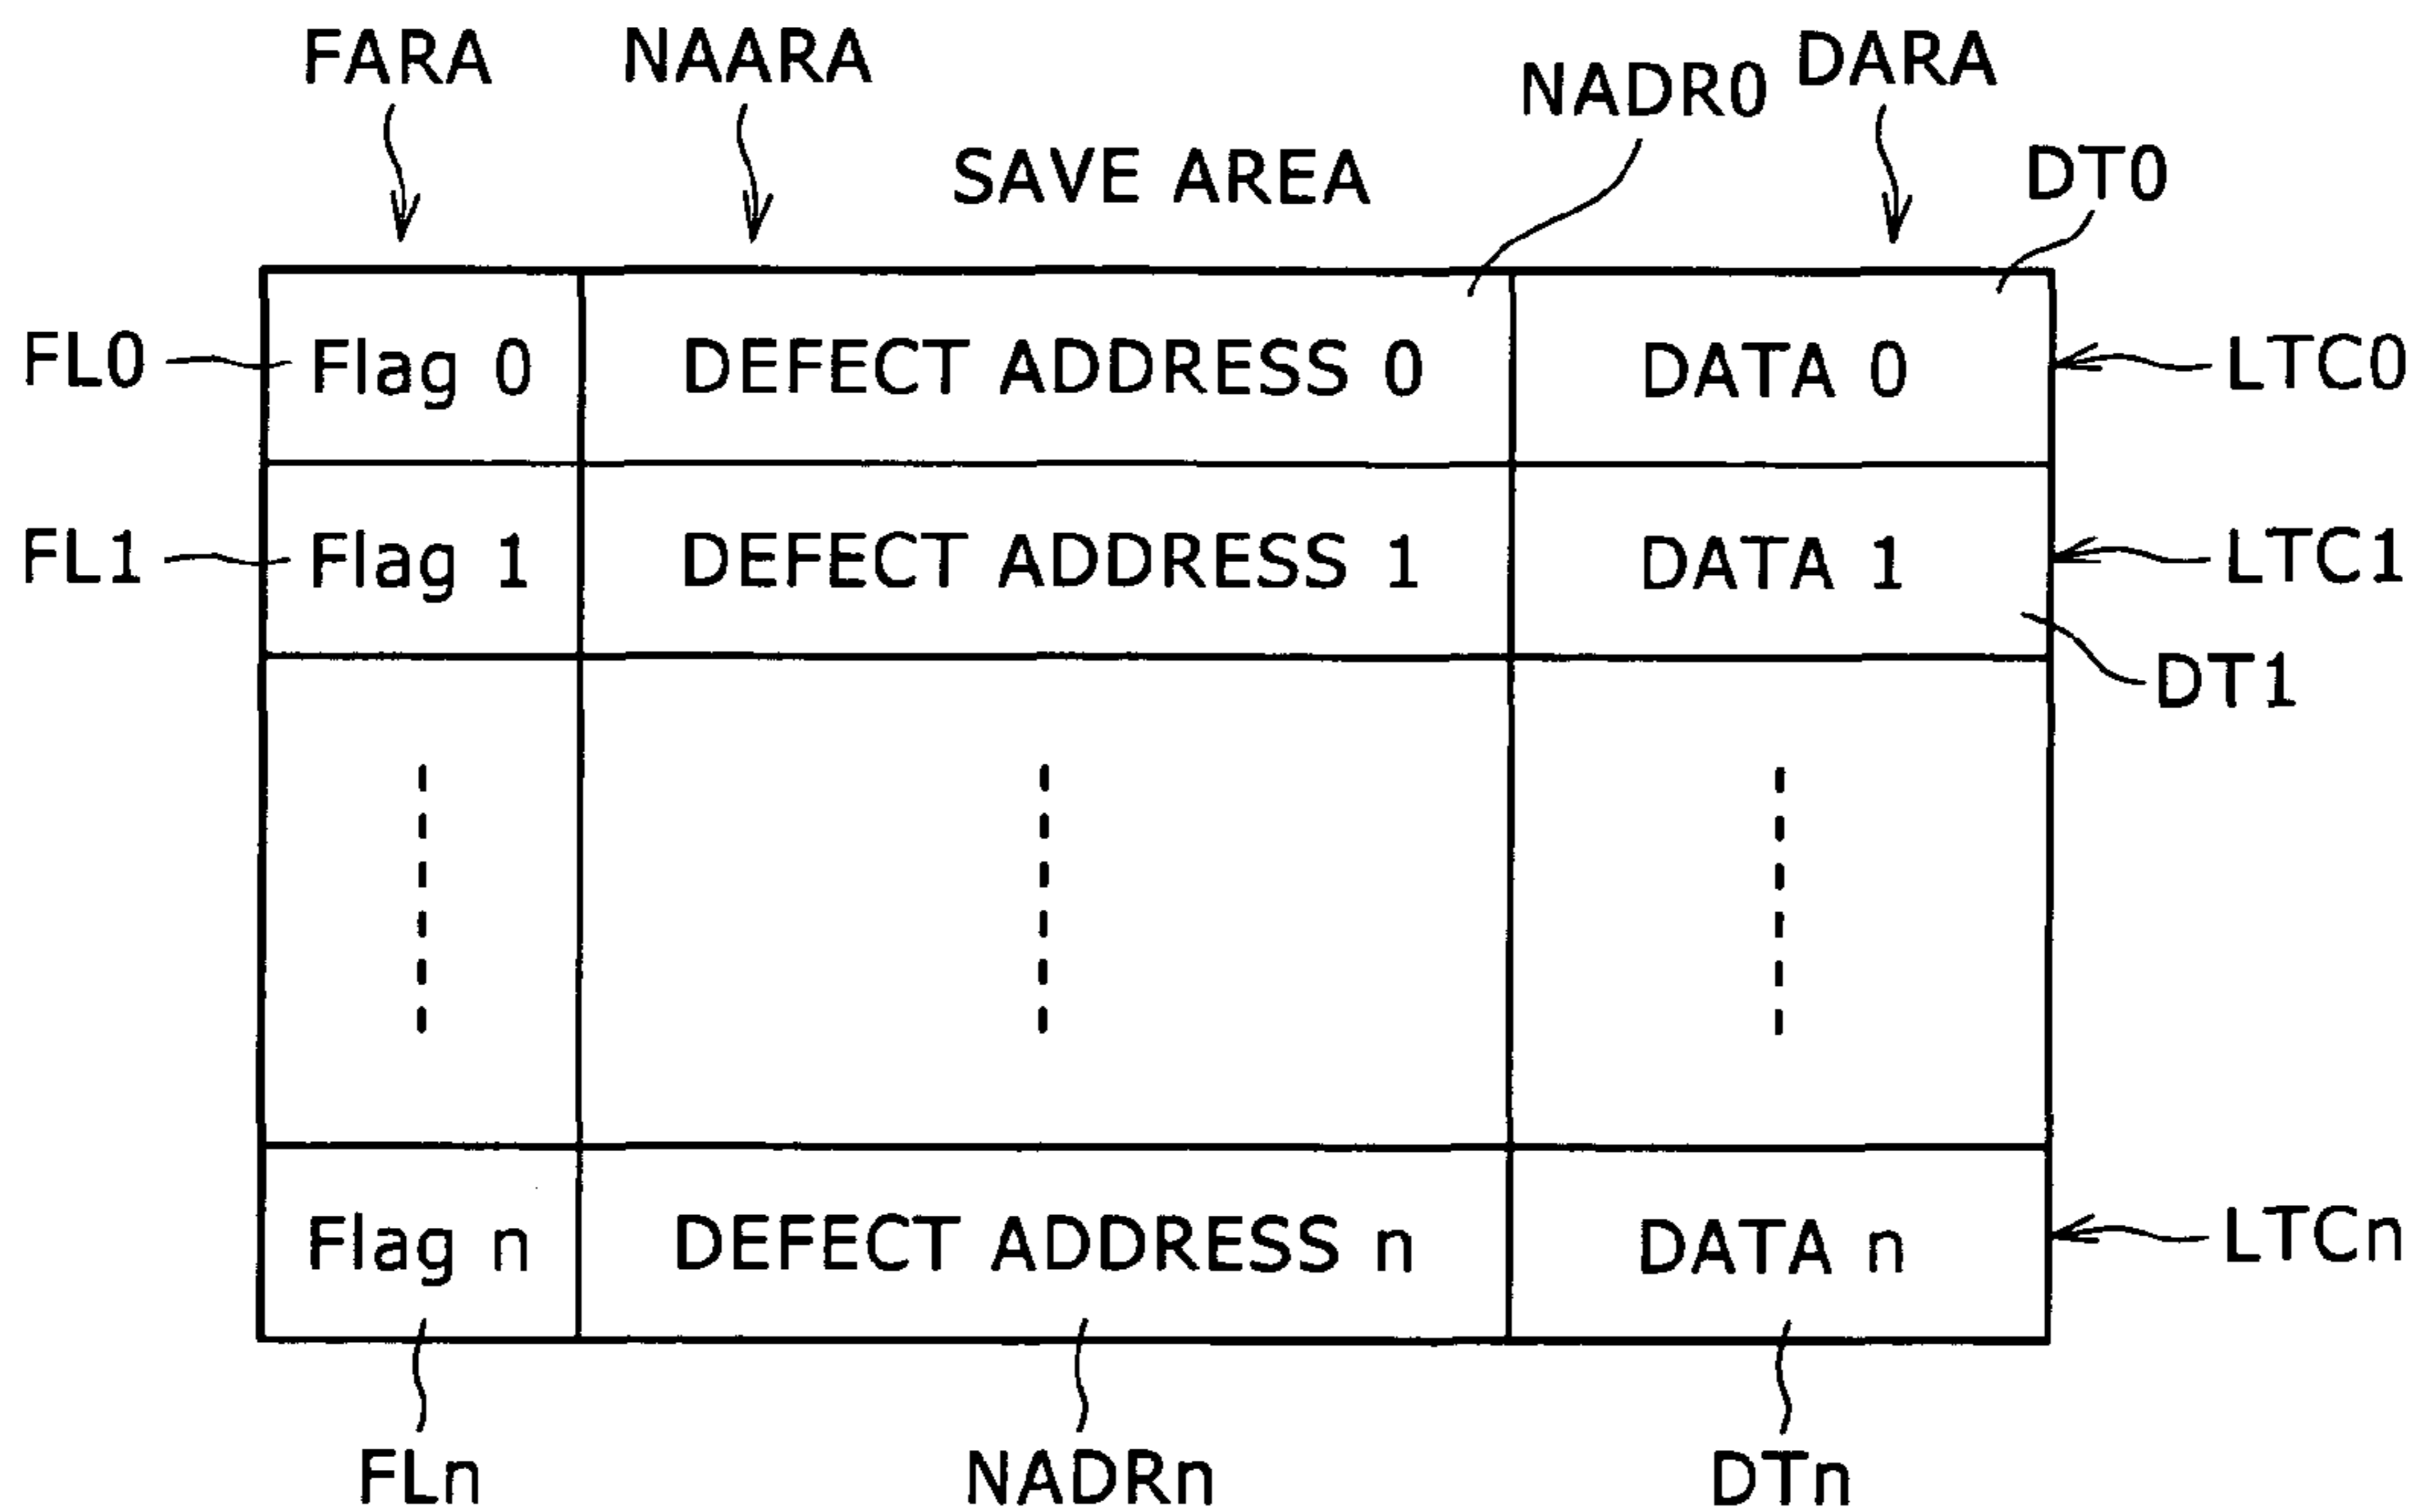 FARA NAARA NADR0 DARA
SAVE AREA DT0
FL0 Flag 0 DEFECT ADDRESS 0 DATA 0 LTC0
FL1 Flag 1 DEFECT ADDRESS 1 DATA 1 LTC1
DT1
Flag n DEFECT ADDRESS n DATA n LTCn
FLn NADRn DTn